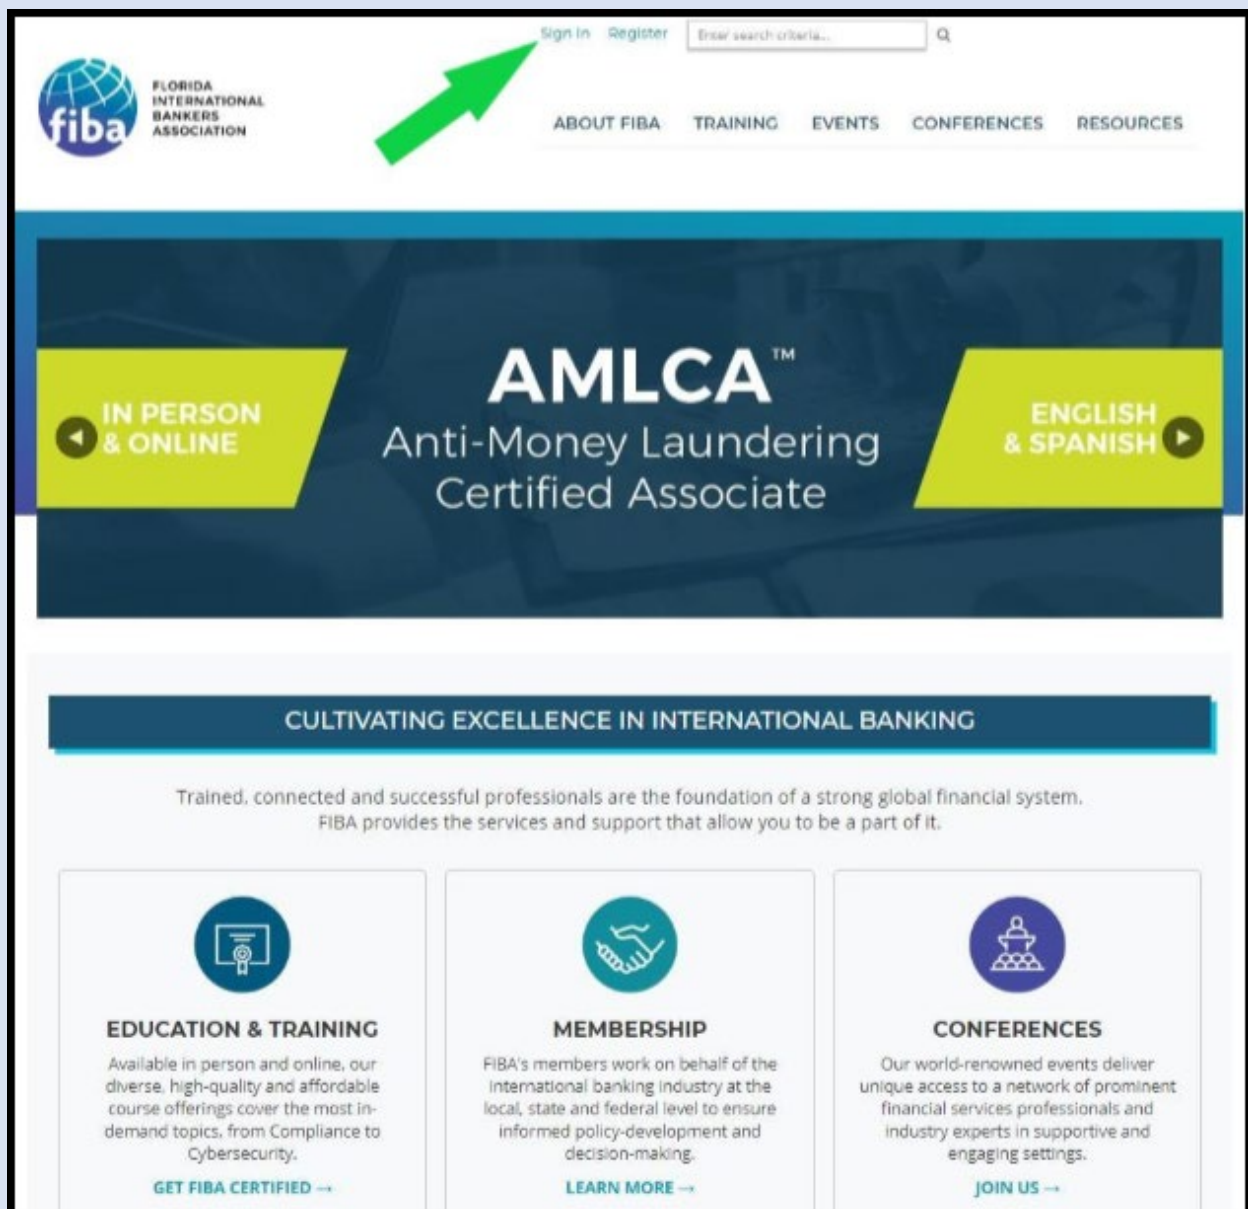 Sign In Register Enter search criteria...
fiba
FLORIDA
INTERNATIONAL
BANKERS
ASSOCIATION
ABOUT FIBA TRAINING EVENTS CONFERENCES RESOURCES
IN PERSON
& ONLINE
AMLCA™
Anti-Money Laundering
Certified Associate
ENGLISH
& SPANISH
CULTIVATING EXCELLENCE IN INTERNATIONAL BANKING
Trained, connected and successful professionals are the foundation of a strong global financial system.
FIBA provides the services and support that allow you to be a part of it.
EDUCATION & TRAINING
Available in person and online, our
diverse, high-quality and affordable
course offerings cover the most in-
demand topics, from Compliance to
Cybersecurity.
GET FIBA CERTIFIED →
MEMBERSHIP
FIBA's members work on behalf of the
international banking industry at the
local, state and federal level to ensure
informed policy-development and
decision-making.
LEARN MORE →
CONFERENCES
Our world-renowned events deliver
unique access to a network of prominent
financial services professionals and
industry experts in supportive and
engaging settings.
JOIN US →